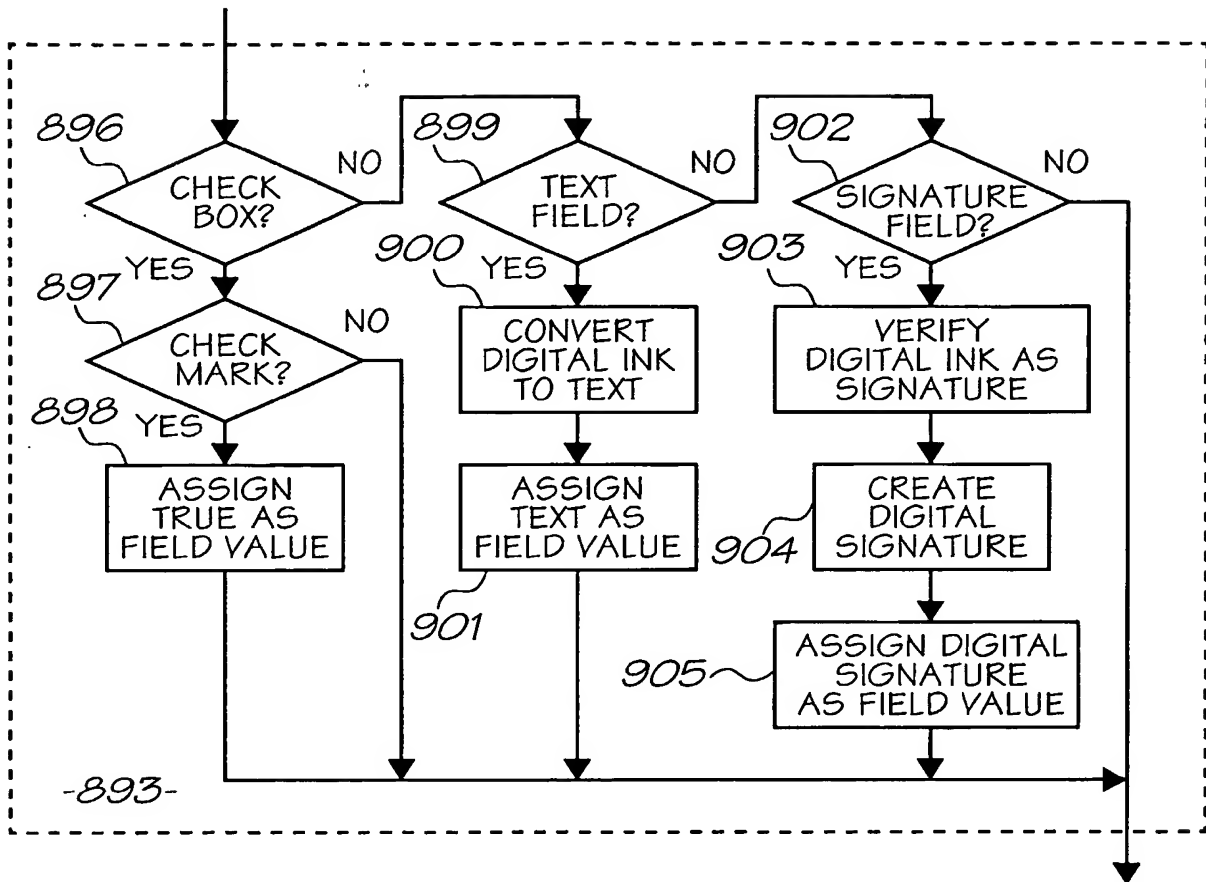 896
CHECK
BOX?
NO
YES
897
CHECK
MARK?
NO
898
YES
ASSIGN
TRUE AS
FIELD VALUE
899
TEXT
FIELD?
NO
900
YES
CONVERT
DIGITAL INK
TO TEXT
ASSIGN
TEXT AS
FIELD VALUE
901
902
SIGNATURE
FIELD?
NO
903
YES
VERIFY
DIGITAL INK AS
SIGNATURE
CREATE
DIGITAL
SIGNATURE
904
ASSIGN DIGITAL
SIGNATURE
AS FIELD VALUE
905
-893-